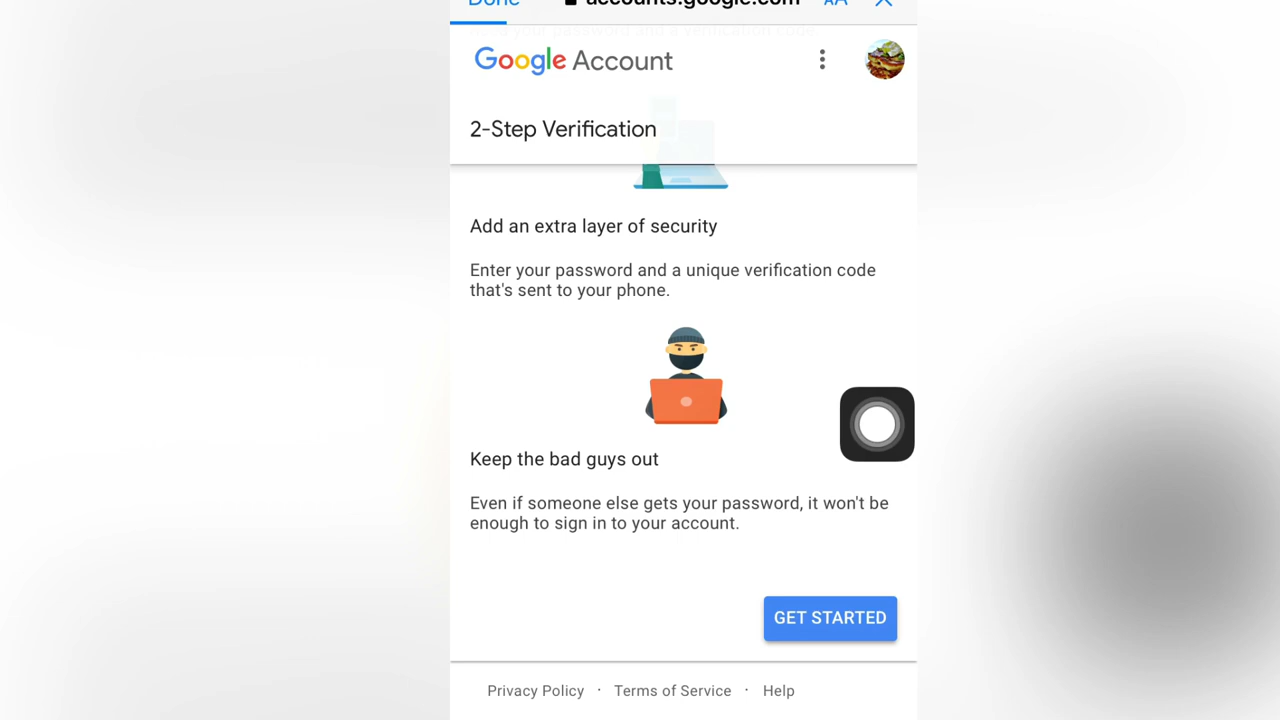 Done accounts.google.com AA
Google Account
2-Step Verification
Add an extra layer of security
Enter your password and a unique verification code
that's sent to your phone.
Keep the bad guys out
Even if someone else gets your password, it won't be
enough to sign in to your account.
GET STARTED
Privacy Policy · Terms of Service · Help